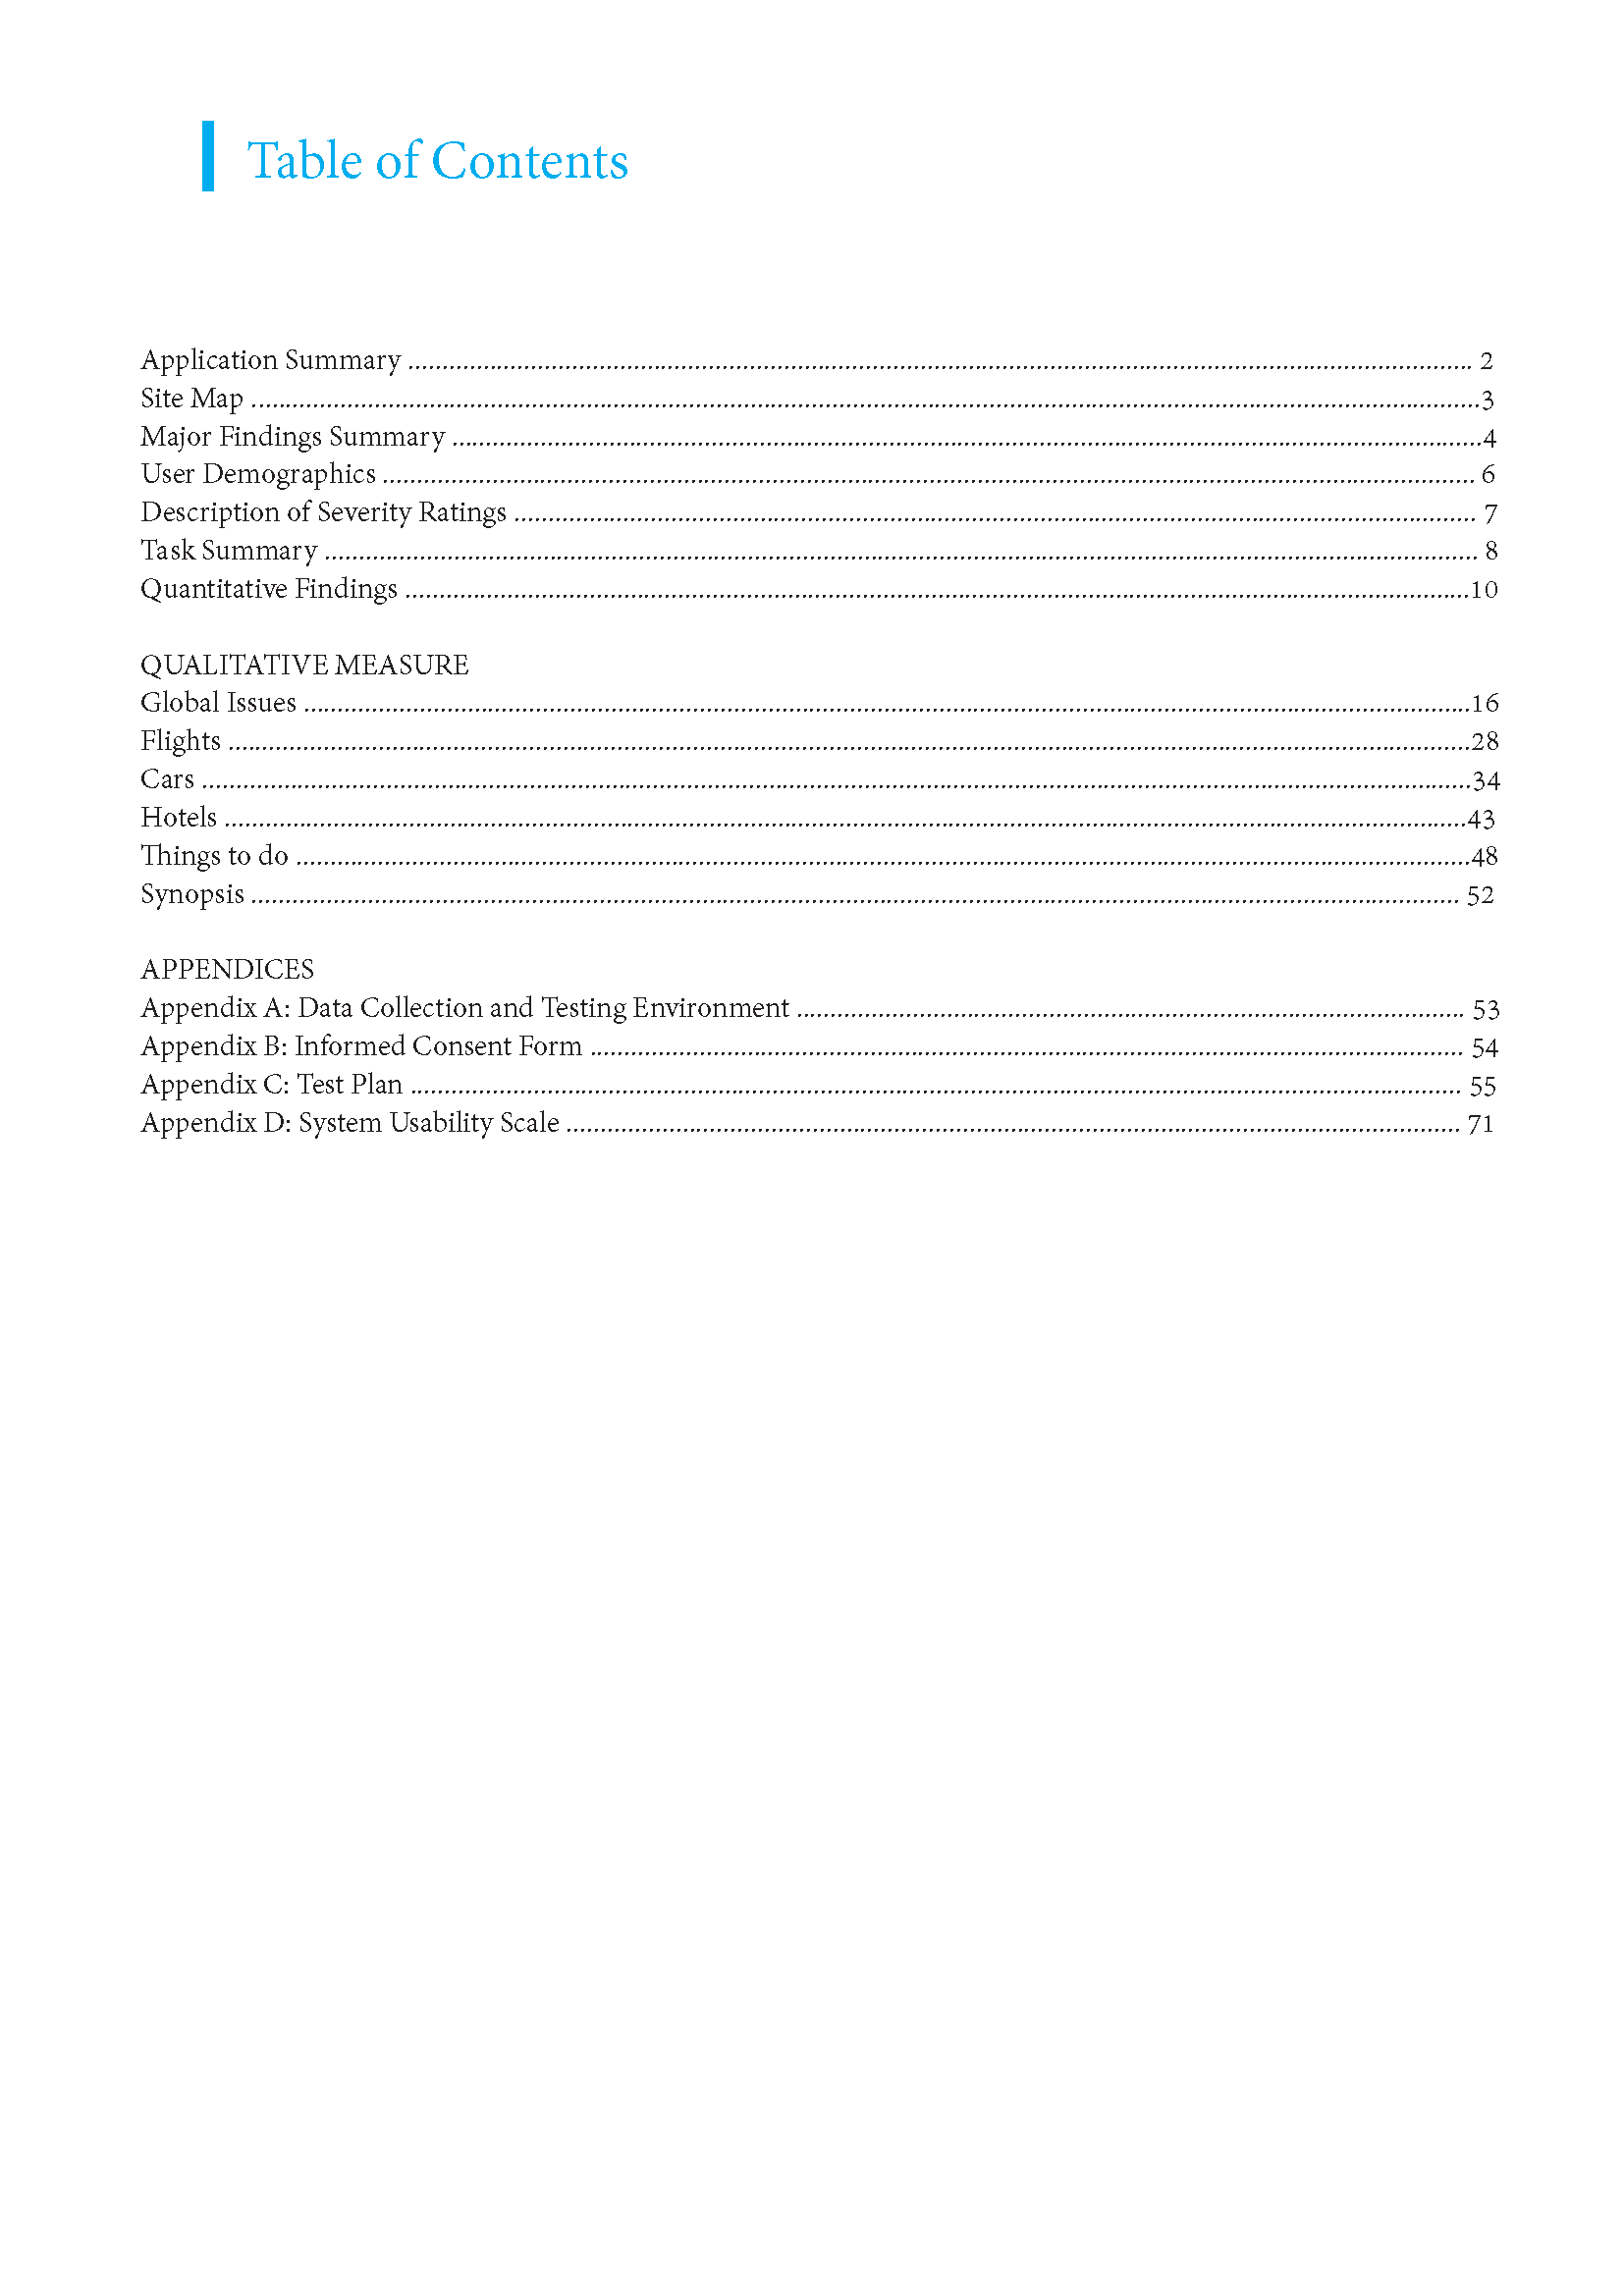 Table of Contents
Application Summary ........................................ 2
Site Map ........................................3
Major Findings Summary ........................................4
User Demographics ........................................ 6
Description of Severity Ratings ........................................ 7
Task Summary ........................................ 8
Quantitative Findings ........................................10
QUALITATIVE MEASURE
Global Issues ........................................16
Flights ........................................28
Cars ........................................34
Hotels ........................................43
Things to do ........................................48
Synopsis ........................................ 52
APPENDICES
Appendix A: Data Collection and Testing Environment ........................................ 53
Appendix B: Informed Consent Form ........................................ 54
Appendix C: Test Plan ........................................ 55
Appendix D: System Usability Scale ........................................ 71